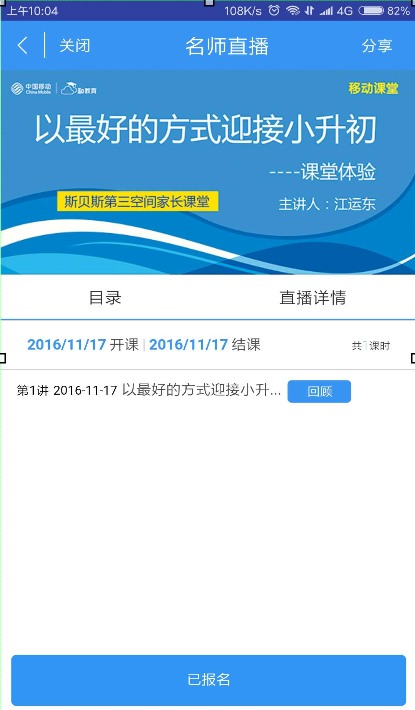 上午10:04 108K/s 4G 82%
关闭 名师直播 分享
中国移动 China Mobile 和教育 移动课堂
以最好的方式迎接小升初
----课堂体验
斯贝斯第三空间家长课堂 主讲人：江运东
目录 直播详情
2016/11/17 开课 | 2016/11/17 结课 共1课时
第1讲 2016-11-17 以最好的方式迎接小升... 回顾
已报名